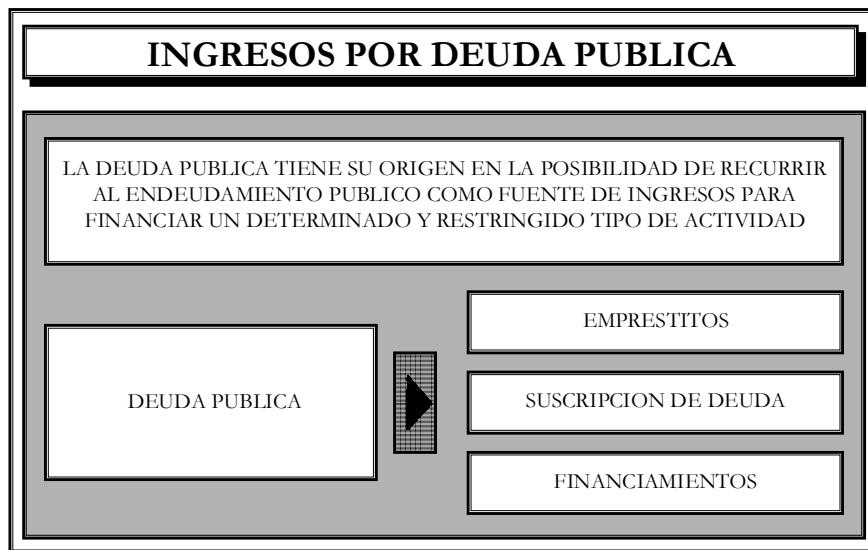 INGRESOS POR DEUDA PUBLICA
LA DEUDA PUBLICA TIENE SU ORIGEN EN LA POSIBILIDAD DE RECURRIR
AL ENDEUDAMIENTO PUBLICO COMO FUENTE DE INGRESOS PARA
FINANCIAR UN DETERMINADO Y RESTRINGIDO TIPO DE ACTIVIDAD
DEUDA PUBLICA
EMPRESTITOS
SUSCRIPCION DE DEUDA
FINANCIAMIENTOS